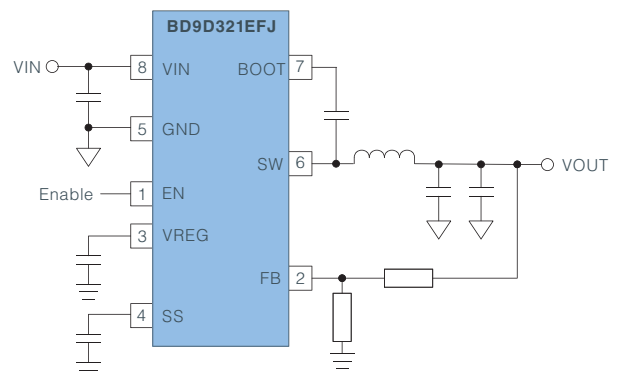 BD9D321EFJ
VIN 8 VIN BOOT 7
5 GND
SW 6 VOUT
Enable 1 EN
3 VREG
FB 2
4 SS